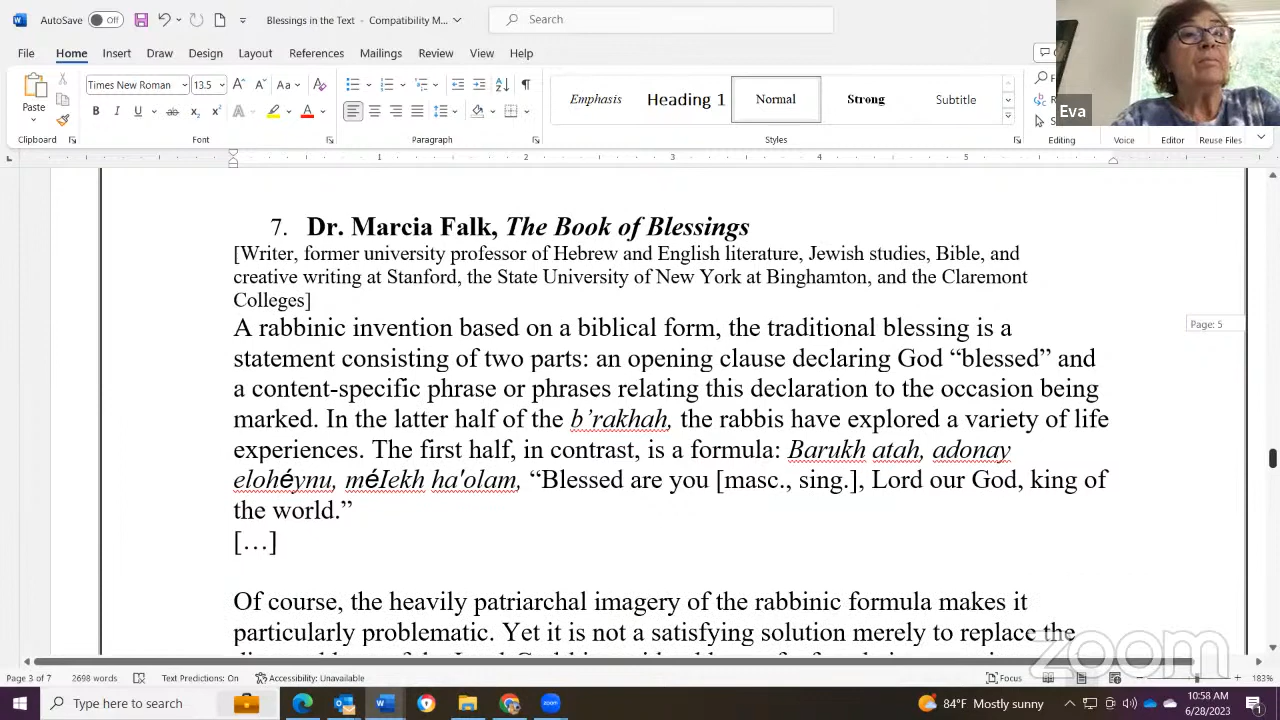 AutoSave Off Blessings in the Text - Compatibility M... Search
File Home Insert Draw Design Layout References Mailings Review View Help
Paste Times New Roman 13.5 Aa Emphasis Heading 1 Normal Strong Subtitle
Eva
Clipboard Font Paragraph Styles Editing Voice Editor Reuse Files
1 2 3 4 5
7. Dr. Marcia Falk, The Book of Blessings
[Writer, former university professor of Hebrew and English literature, Jewish studies, Bible, and
creative writing at Stanford, the State University of New York at Binghamton, and the Claremont
Colleges]
A rabbinic invention based on a biblical form, the traditional blessing is a
Page: 5
statement consisting of two parts: an opening clause declaring God “blessed” and
a content-specific phrase or phrases relating this declaration to the occasion being
marked. In the latter half of the b’rakhah, the rabbis have explored a variety of life
experiences. The first half, in contrast, is a formula: Barukh atah, adonay
elohéynu, méIekh ha'olam, “Blessed are you [masc., sing.], Lord our God, king of
the world.”
[…]
Of course, the heavily patriarchal imagery of the rabbinic formula makes it
particularly problematic. Yet it is not a satisfying solution merely to replace the
zoom
Page 3 of 7 2698 words Text Predictions: On Accessibility: Unavailable Focus 183%
Type here to search 84°F Mostly sunny 10:58 AM
6/28/2023